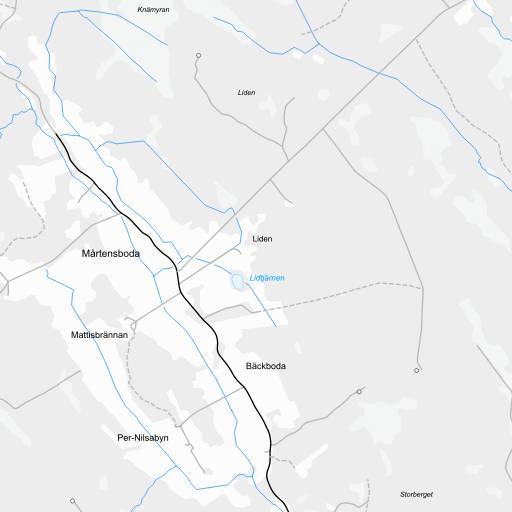 Knämyran
Liden
Liden
Mårtensboda
Lidtjärnen
Mattisbrännan
Bäckboda
Per-Nilsabyn
Storberget